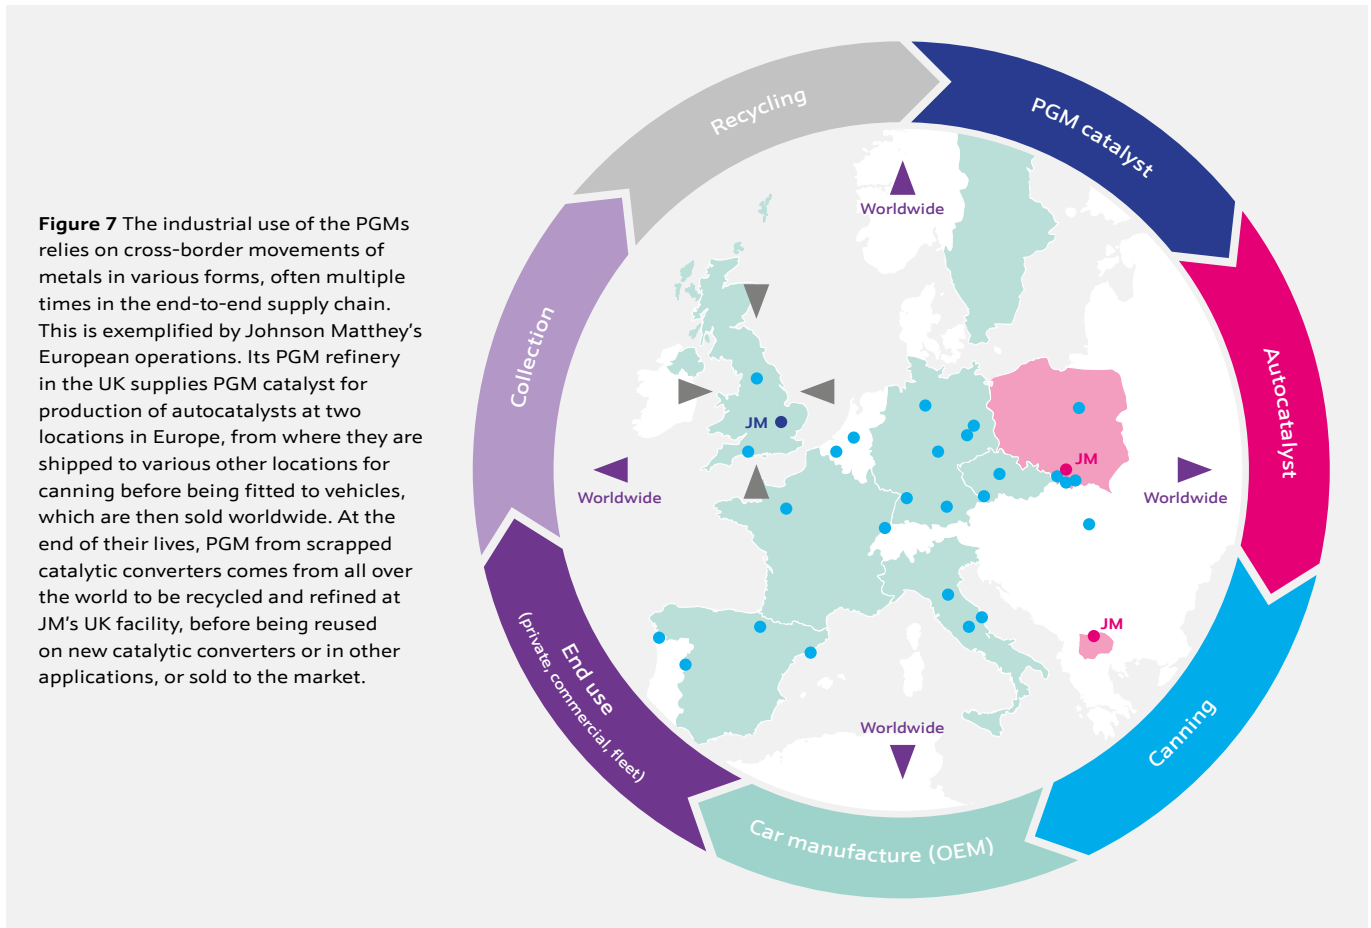 Figure 7 The industrial use of the PGMs
relies on cross-border movements of
metals in various forms, often multiple
times in the end-to-end supply chain.
This is exemplified by Johnson Matthey's
European operations. Its PGM refinery
in the UK supplies PGM catalyst for
production of autocatalysts at two
locations in Europe, from where they are
shipped to various other locations for
canning before being fitted to vehicles,
which are then sold worldwide. At the
end of their lives, PGM from scrapped
catalytic converters comes from all over
the world to be recycled and refined at
JM's UK facility, before being reused
on new catalytic converters or in other
applications, or sold to the market.
Recycling
PGM catalyst
Autocatalyst
Canning
Car manufacture (OEM)
End use
(private, commercial, fleet)
Collection
Worldwide
JM
JM
Worldwide
Worldwide
JM
Worldwide